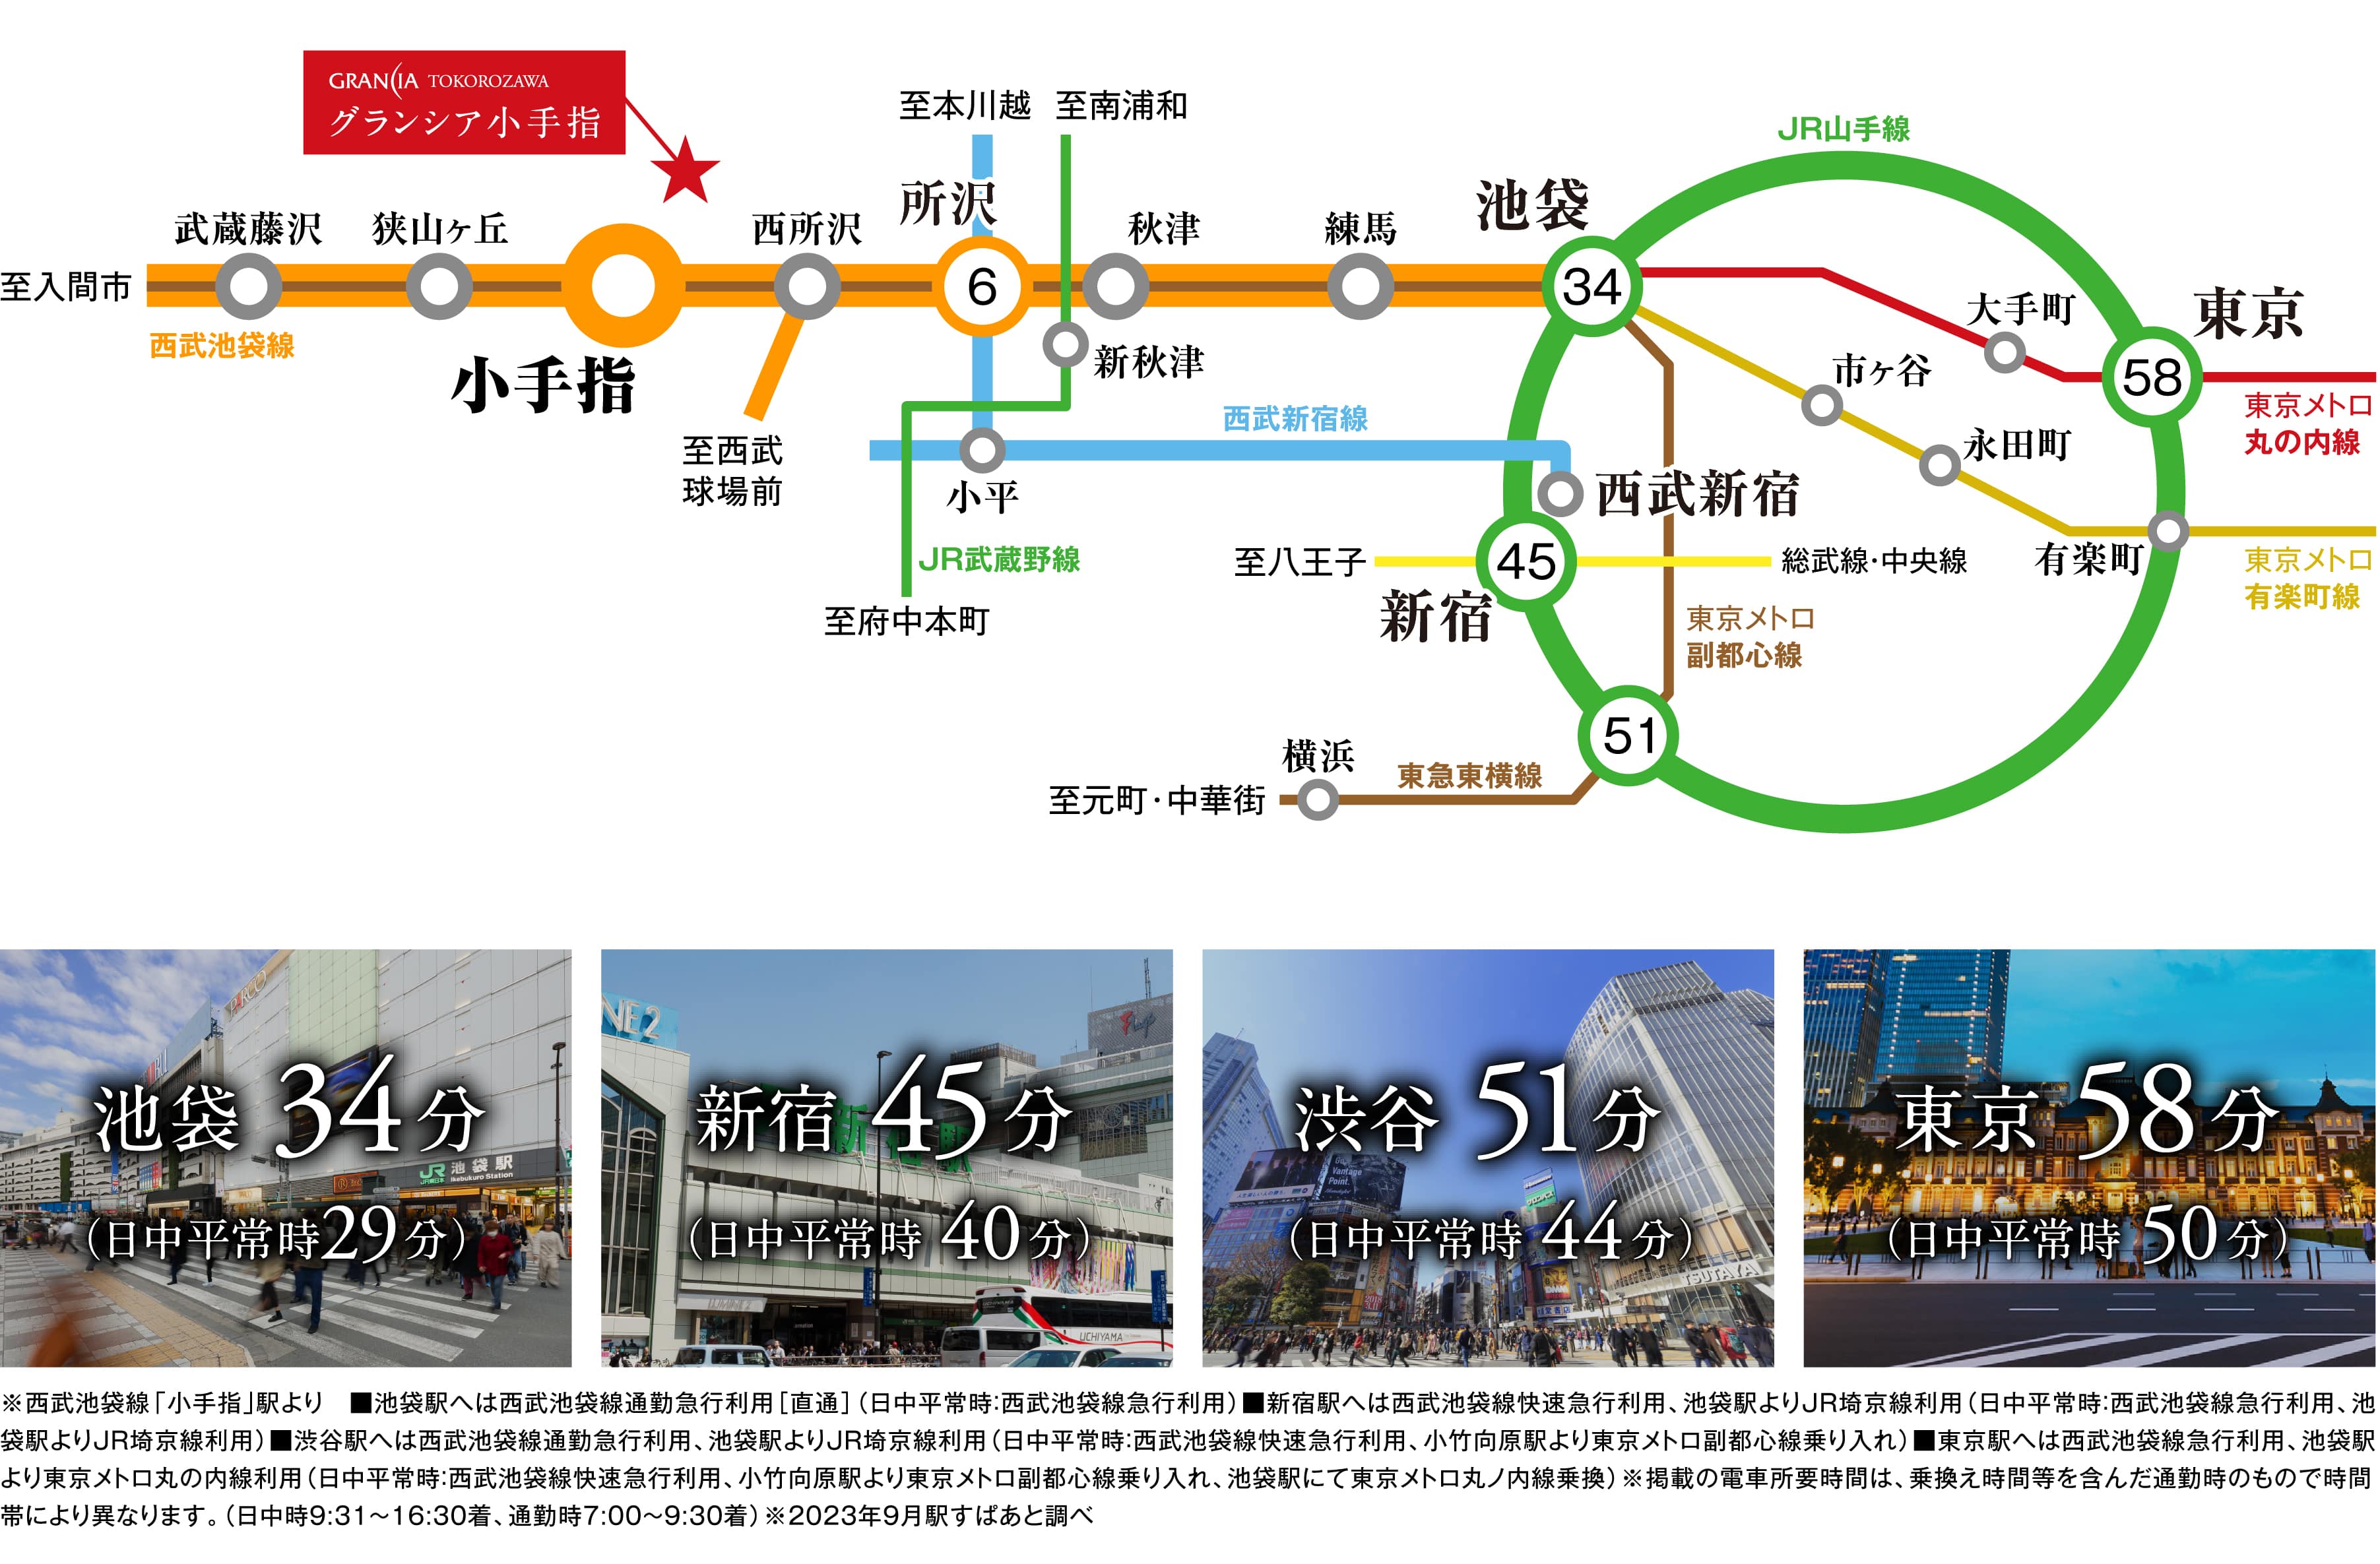 GRANCIA TOKOROZAWA
グランシア小手指
至本川越
至南浦和
JR山手線
武蔵藤沢
狭山ヶ丘
西所沢
所沢
秋津
練馬
池袋
至入間市
6
34
大手町
東京
西武池袋線
小手指
新秋津
市ヶ谷
58
東京メトロ
丸の内線
至西武
球場前
西武新宿線
永田町
小平
西武新宿
JR武蔵野線
至八王子
45
総武線・中央線
有楽町
東京メトロ
有楽町線
至府中本町
新宿
東京メトロ
副都心線
51
横浜
東急東横線
至元町・中華街
PARCO
池袋 34分
JR 池袋駅
JR東日本 Ikebukuro Station
(日中平常時29分)
NE 2
Flags
新宿 45分
(日中平常時 40分)
UCHIYAMA
渋谷 51分
Vantage
Point.
(日中平常時 44分)
TSUTAYA
東京 58分
(日中平常時 50分)
※西武池袋線「小手指」駅より　■池袋駅へは西武池袋線通勤急行利用［直通］（日中平常時：西武池袋線急行利用）■新宿駅へは西武池袋線快速急行利用、池袋駅よりJR埼京線利用（日中平常時：西武池袋線急行利用、池
袋駅よりJR埼京線利用）■渋谷駅へは西武池袋線通勤急行利用、池袋駅よりJR埼京線利用（日中平常時：西武池袋線快速急行利用、小竹向原駅より東京メトロ副都心線乗り入れ）■東京駅へは西武池袋線急行利用、池袋駅
より東京メトロ丸の内線利用（日中平常時：西武池袋線快速急行利用、小竹向原駅より東京メトロ副都心線乗り入れ、池袋駅にて東京メトロ丸ノ内線乗換）※掲載の電車所要時間は、乗換え時間等を含んだ通勤時のもので時間
帯により異なります。（日中時9:31～16:30着、通勤時7:00～9:30着）※2023年9月駅すぱあと調べ